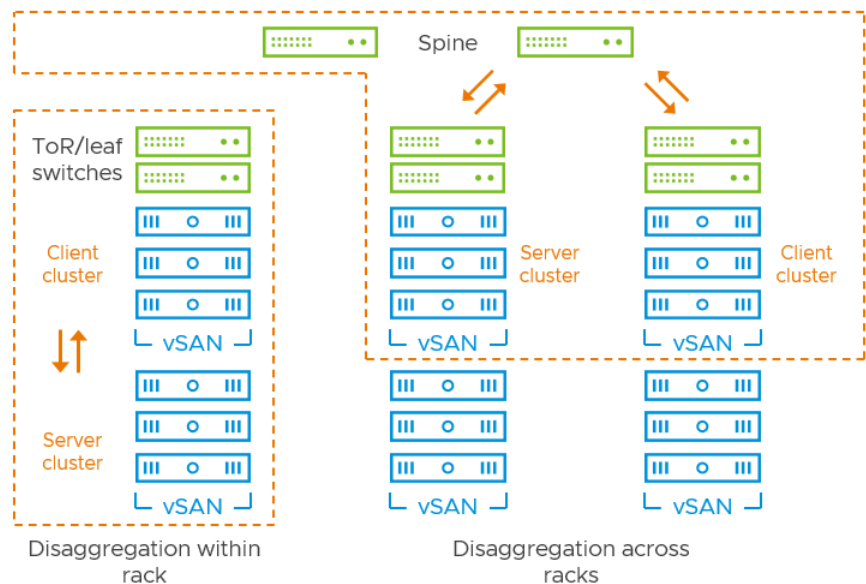 Spine
ToR/leaf
switches
Client
cluster
Server
cluster
Client
cluster
vSAN
vSAN
vSAN
Server
cluster
vSAN
vSAN
vSAN
Disaggregation within
rack
Disaggregation across
racks